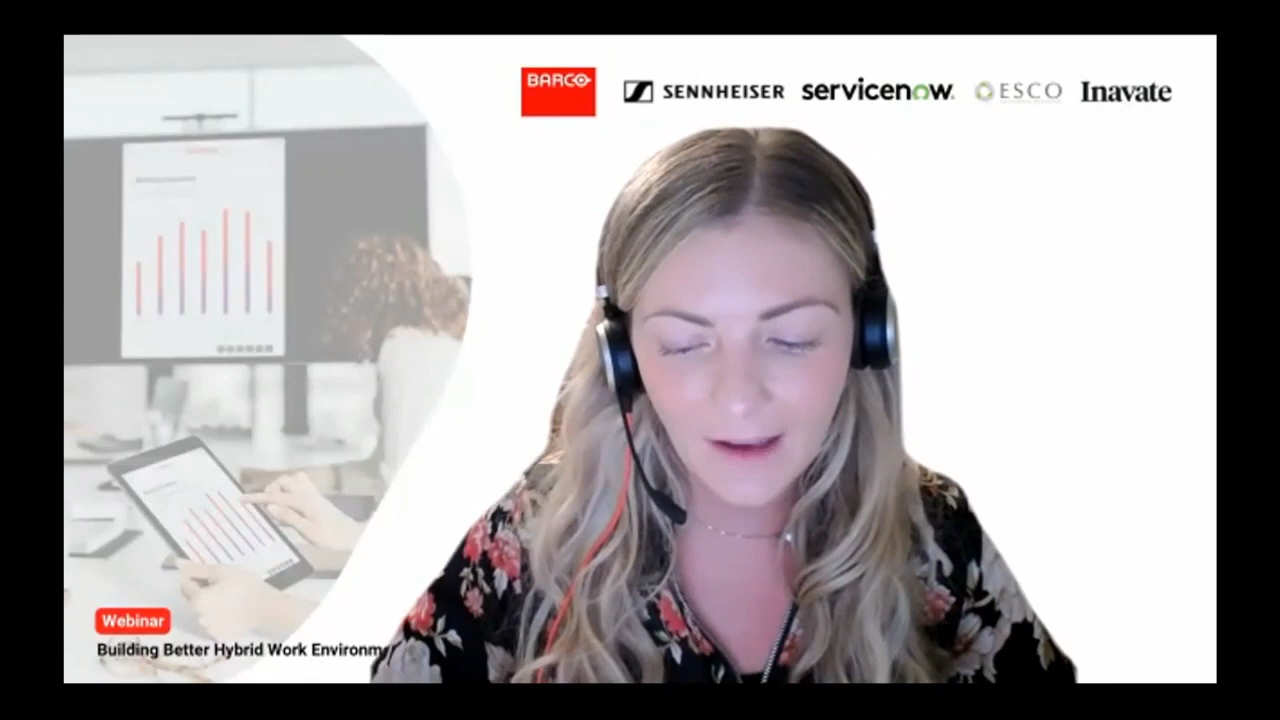 BARCO
SENNHEISER
servicenow
ESCO
Inavate
Webinar
Building Better Hybrid Work Environm